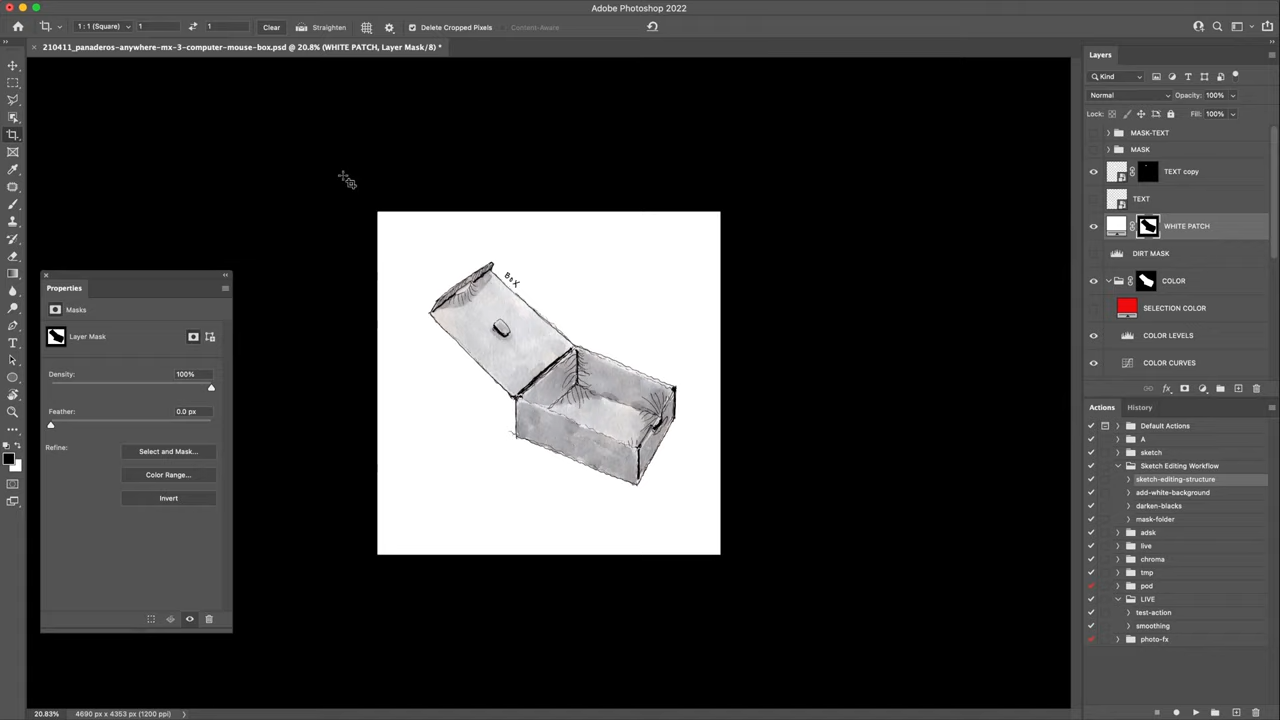 Adobe Photoshop 2022
1 : 1 (Square) 1 1 Clear Straighten Delete Cropped Pixels Content-Aware
210411_panaderos-anywhere-mx-3-computer-mouse-box.psd @ 20.8% (WHITE PATCH, Layer Mask/8) *
Layers
Kind
Normal Opacity: 100%
Lock: Fill: 100%
MASK-TEXT
MASK
TEXT copy
TEXT
WHITE PATCH
DIRT MASK
COLOR
SELECTION COLOR
COLOR LEVELS
COLOR CURVES
Properties
Masks
Layer Mask
Density: 100%
Feather: 0.0 px
Refine: Select and Mask...
Color Range...
Invert
BOX
Actions History
Default Actions
A
sketch
Sketch Editing Workflow
sketch-editing-structure
add-white-background
darken-blacks
mask-folder
adsk
live
chroma
tmp
pod
LIVE
test-action
smoothing
photo-fx
20.83% 4690 px x 4353 px (1200 ppi)